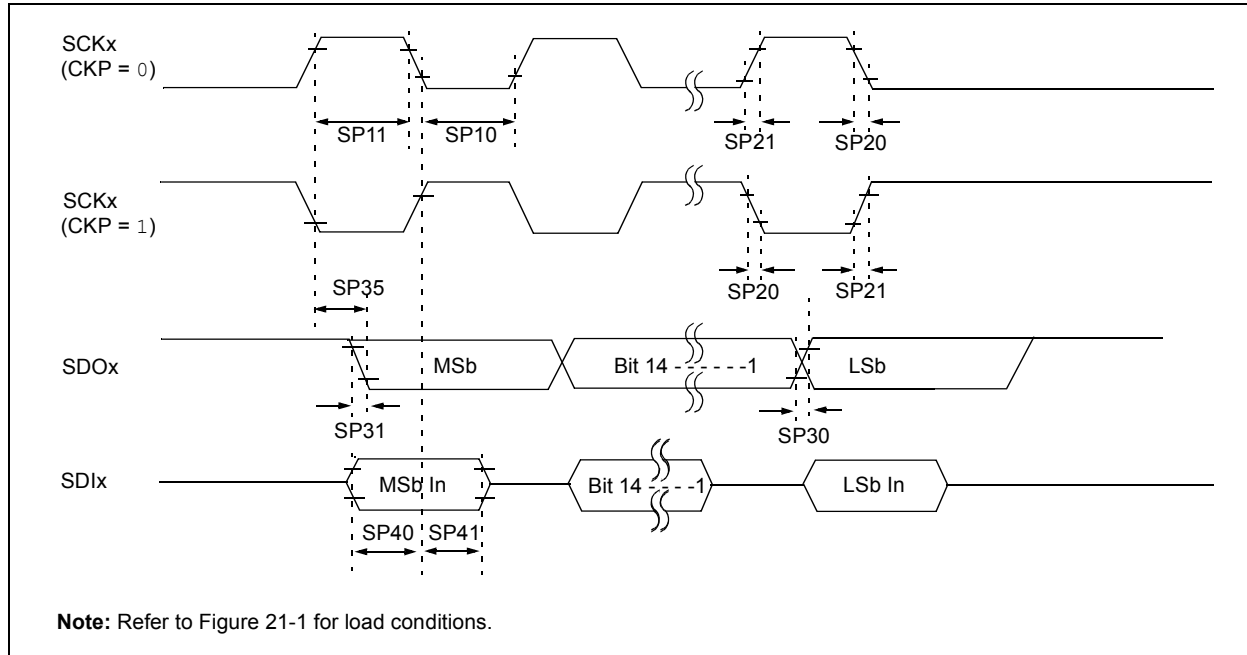 SCKx
(CKP = 0)
SP11
SP10
SP21
SP20
SCKx
(CKP = 1)
SP35
SP20
SP21
SDOx
MSb
Bit 14 - - - - - -1
LSb
SP31
SP30
SDIx
MSb In
Bit 14 - - - -1
LSb In
SP40
SP41
Note: Refer to Figure 21-1 for load conditions.